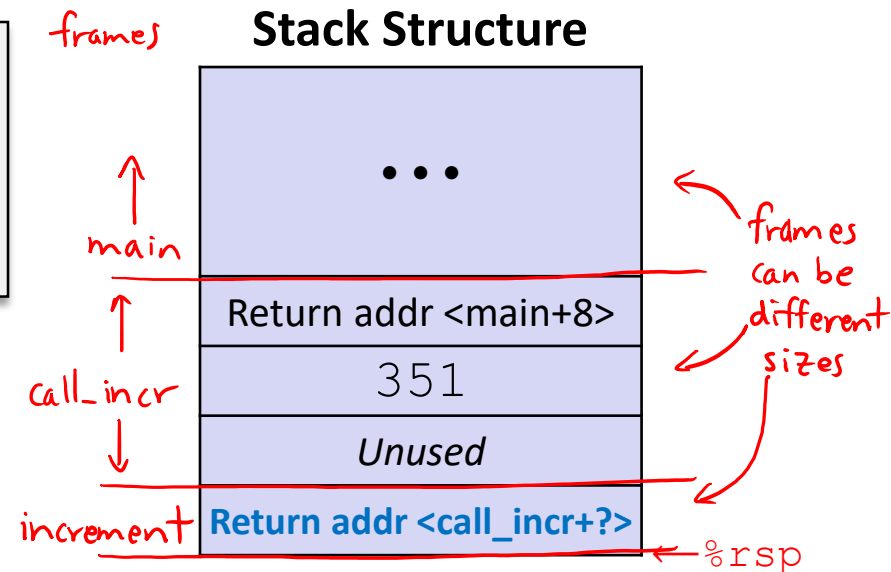 frames
Stack Structure
• • •
main
frames
can be
different
sizes
Return addr <main+8>
call_incr
351
Unused
increment
Return addr <call_incr+?>
%rsp